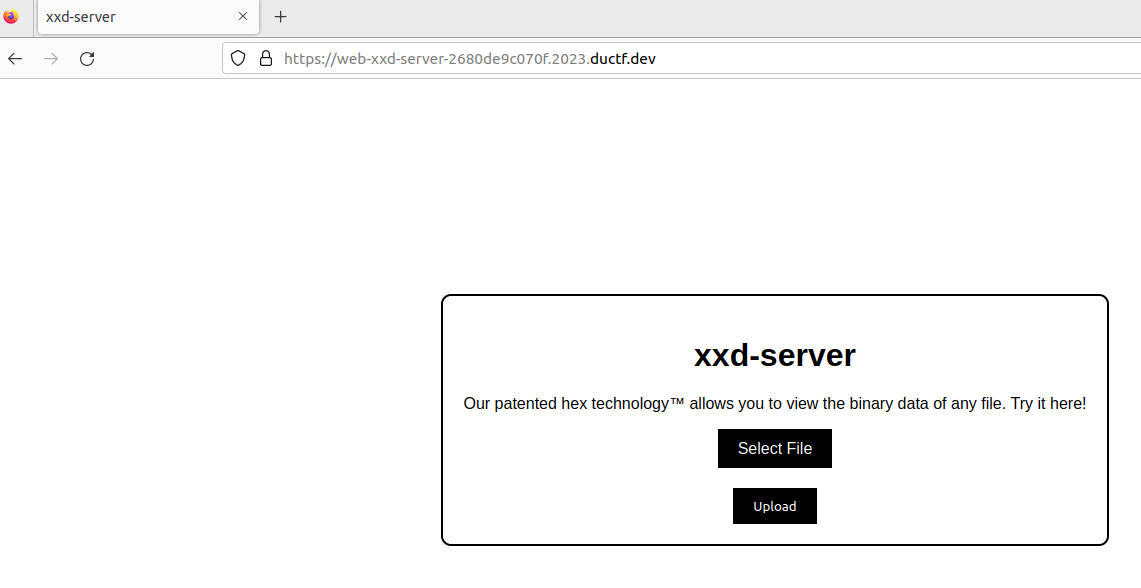 xxd-server
https://web-xxd-server-2680de9c070f.2023.ductf.dev
xxd-server
Our patented hex technology™ allows you to view the binary data of any file. Try it here!
Select File
Upload